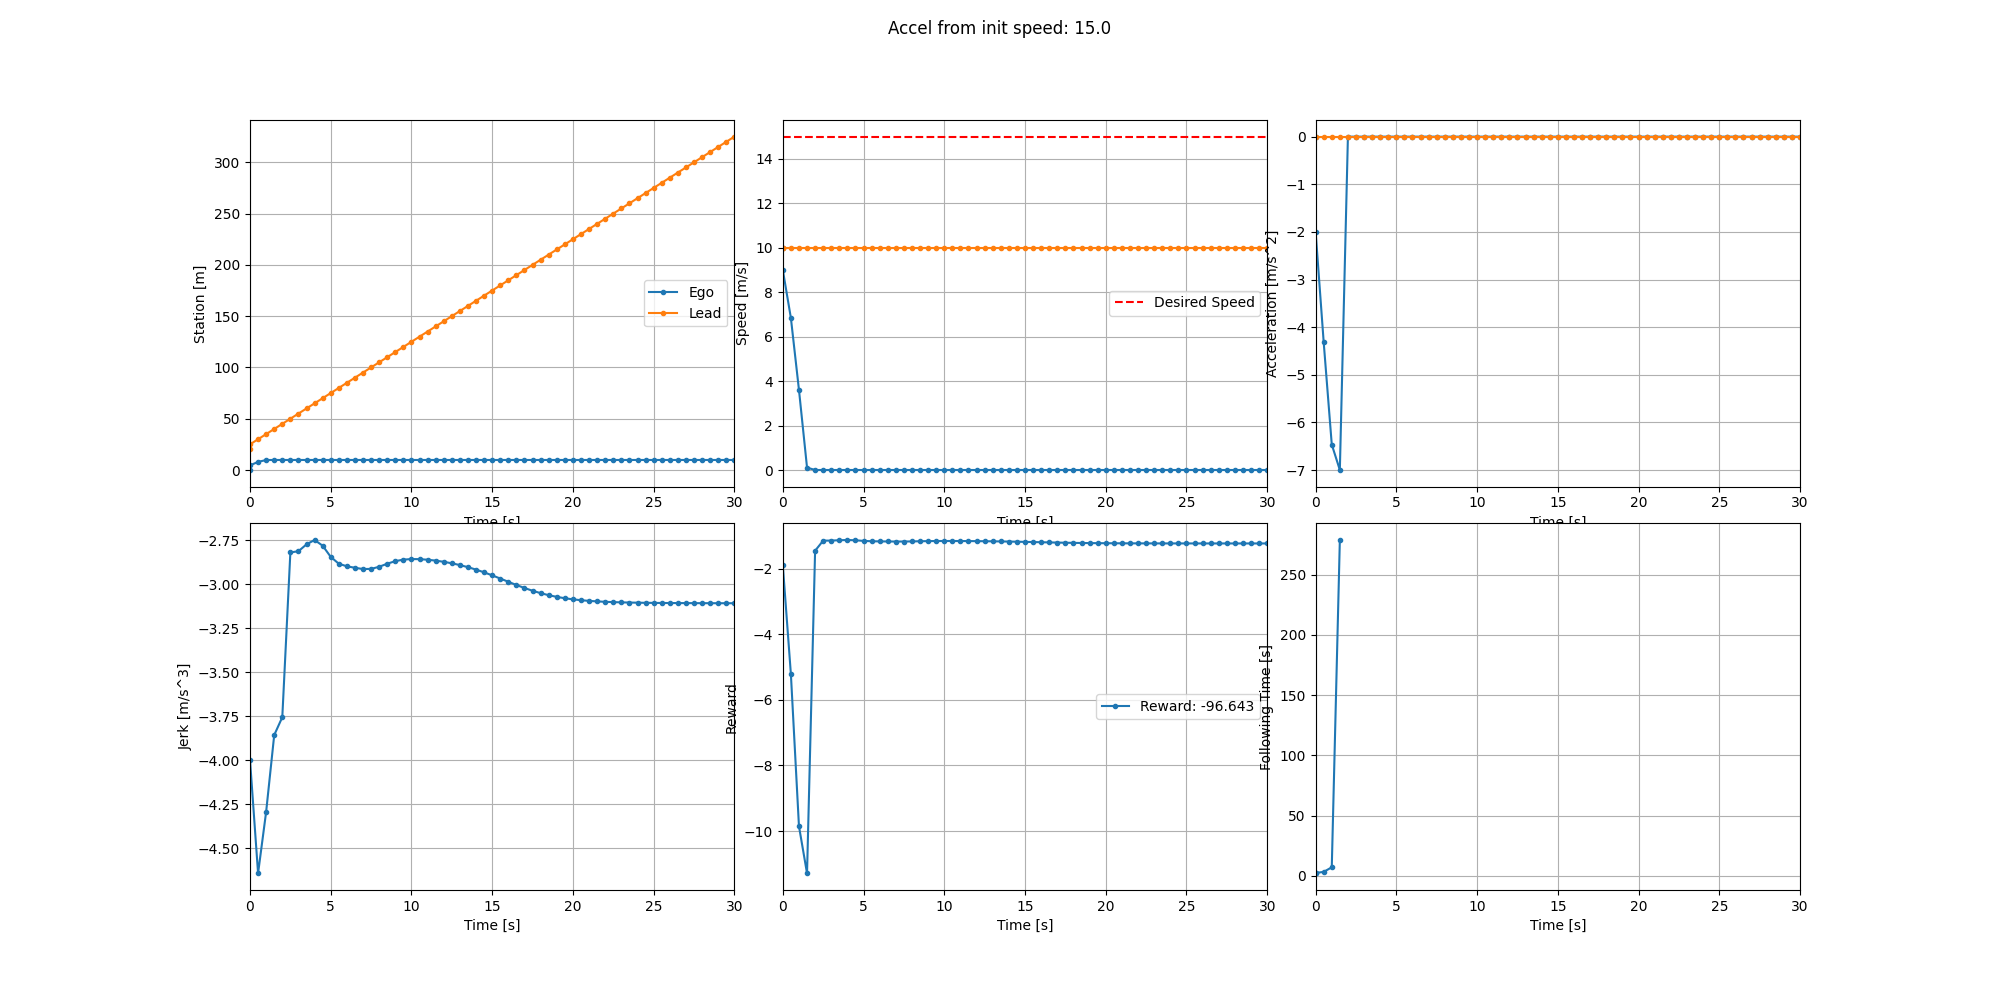 Accel from init speed: 15.0
Station [m]
300
250
200
150
100
50
0
0 5 10 15 20 25 30
Time [s]
Ego
Lead
Speed [m/s]
14
12
10
8
6
4
2
0
0 5 10 15 20 25 30
Time [s]
Desired Speed
Acceleration [m/s^2]
0
−1
−2
−3
−4
−5
−6
−7
0 5 10 15 20 25 30
Time [s]
Jerk [m/s^3]
−2.75
−3.00
−3.25
−3.50
−3.75
−4.00
−4.25
−4.50
0 5 10 15 20 25 30
Time [s]
Reward
−2
−4
−6
−8
−10
0 5 10 15 20 25 30
Time [s]
Reward: -96.643
Following Time [s]
250
200
150
100
50
0
0 5 10 15 20 25 30
Time [s]